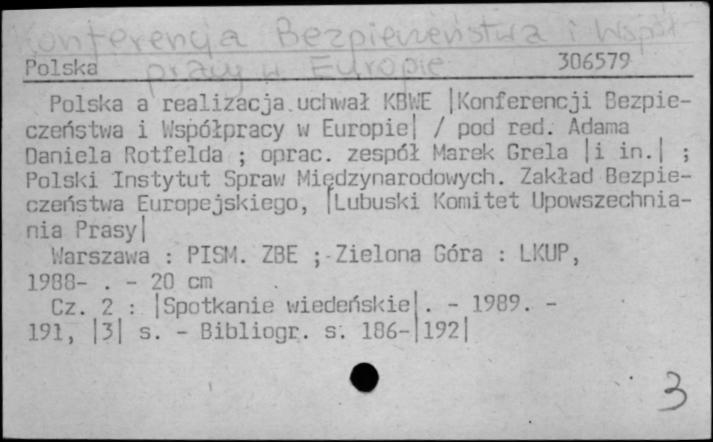 Konferencja Bezpieczeństwa i Współ-
pracy w Europie
Polska 306579
Polska a realizacja uchwał KBWE |Konferencji Bezpie-
czeństwa i Współpracy w Europie| / pod red. Adama
Daniela Rotfelda ; oprac. zespół Marek Grela |i in.| ;
Polski Instytut Spraw Międzynarodowych. Zakład Bezpie-
czeństwa Europejskiego, |Lubuski Komitet Upowszechnia-
nia Prasy|
Warszawa : PISM. ZBE ; Zielona Góra : LKUP,
1988- . - 20 cm
Cz. 2 : |Spotkanie wiedeńskie|. - 1989. -
191, |3| s. - Bibliogr. s. 186-|192|
3